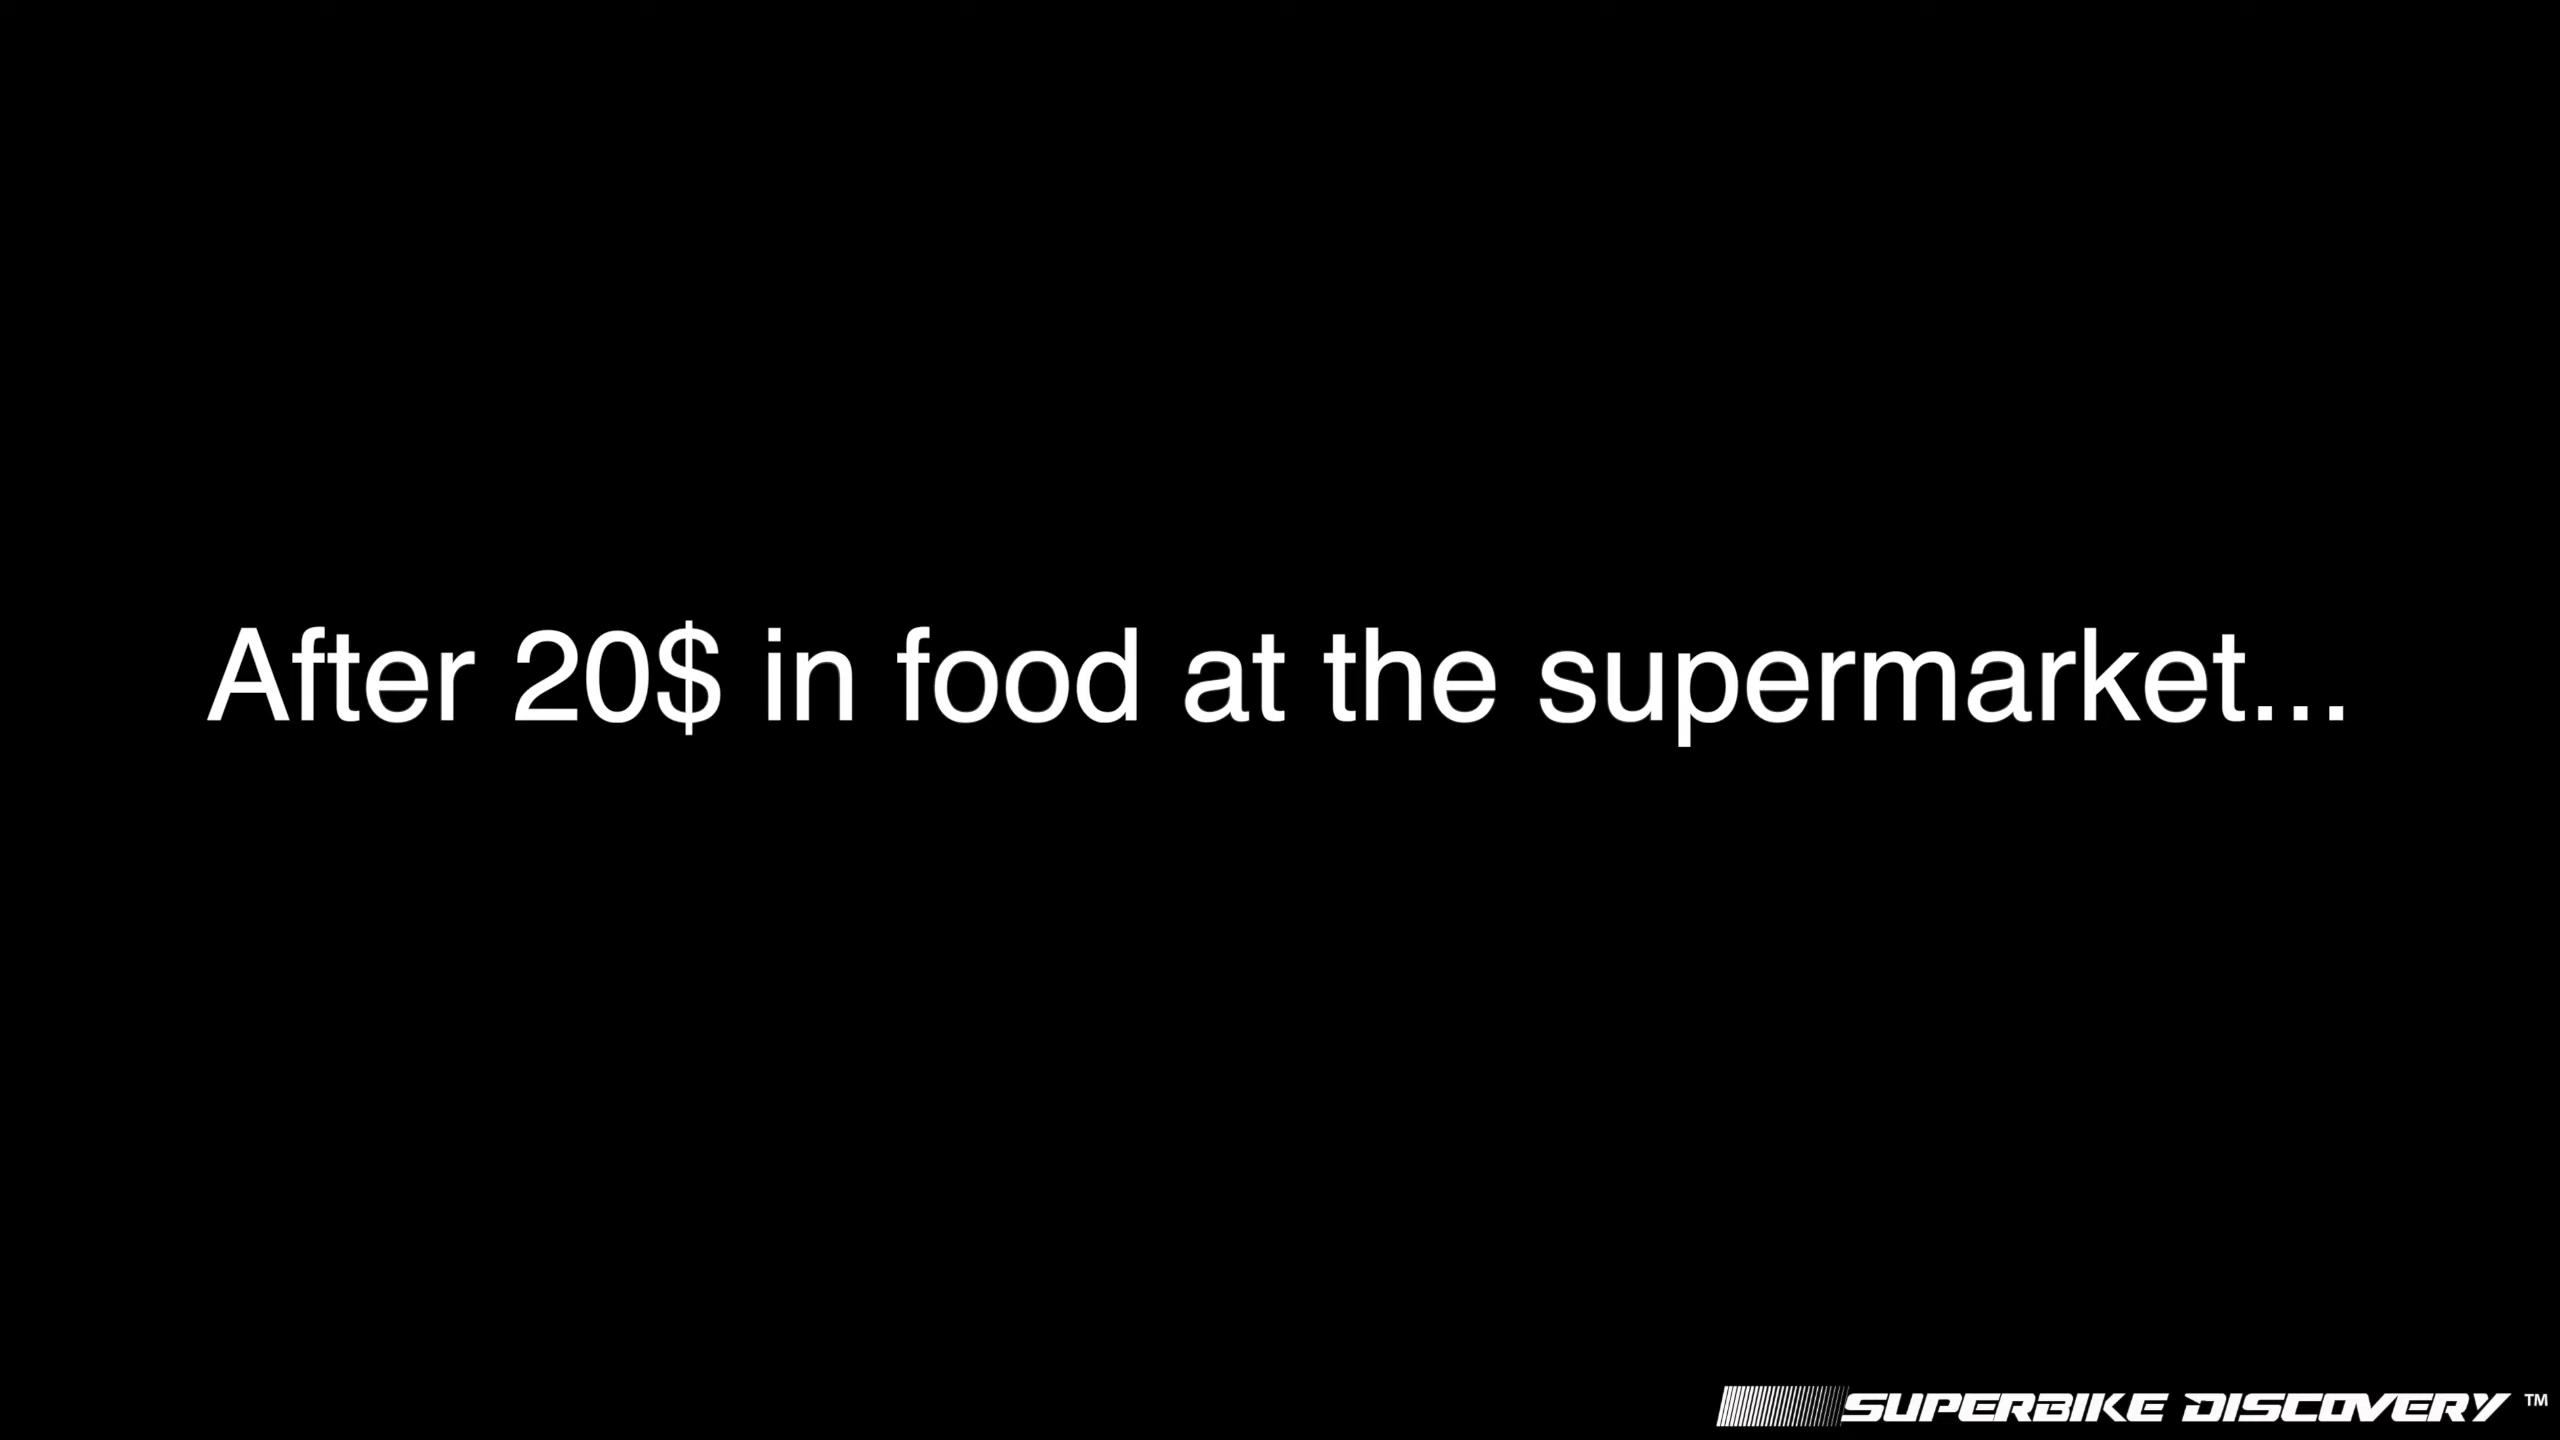 After 20$ in food at the supermarket...
SUPERBIKE DISCOVERY ™